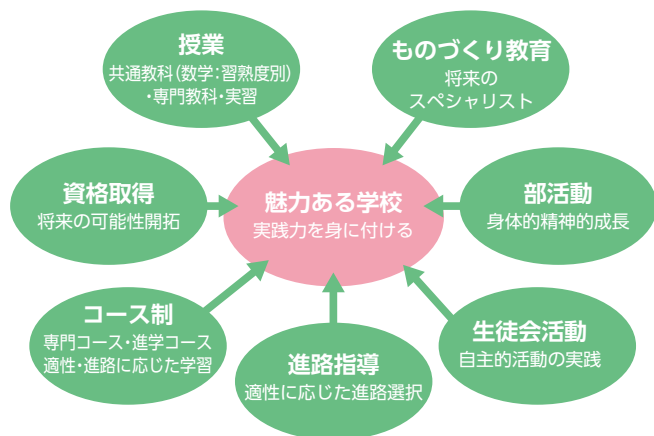 授業
共通教科(数学:習熟度別)
・専門教科・実習
ものづくり教育
将来の
スペシャリスト
資格取得
将来の可能性開拓
魅力ある学校
実践力を身に付ける
部活動
身体的精神的成長
コース制
専門コース・進学コース
適性・進路に応じた学習
進路指導
適性に応じた進路選択
生徒会活動
自主的活動の実践